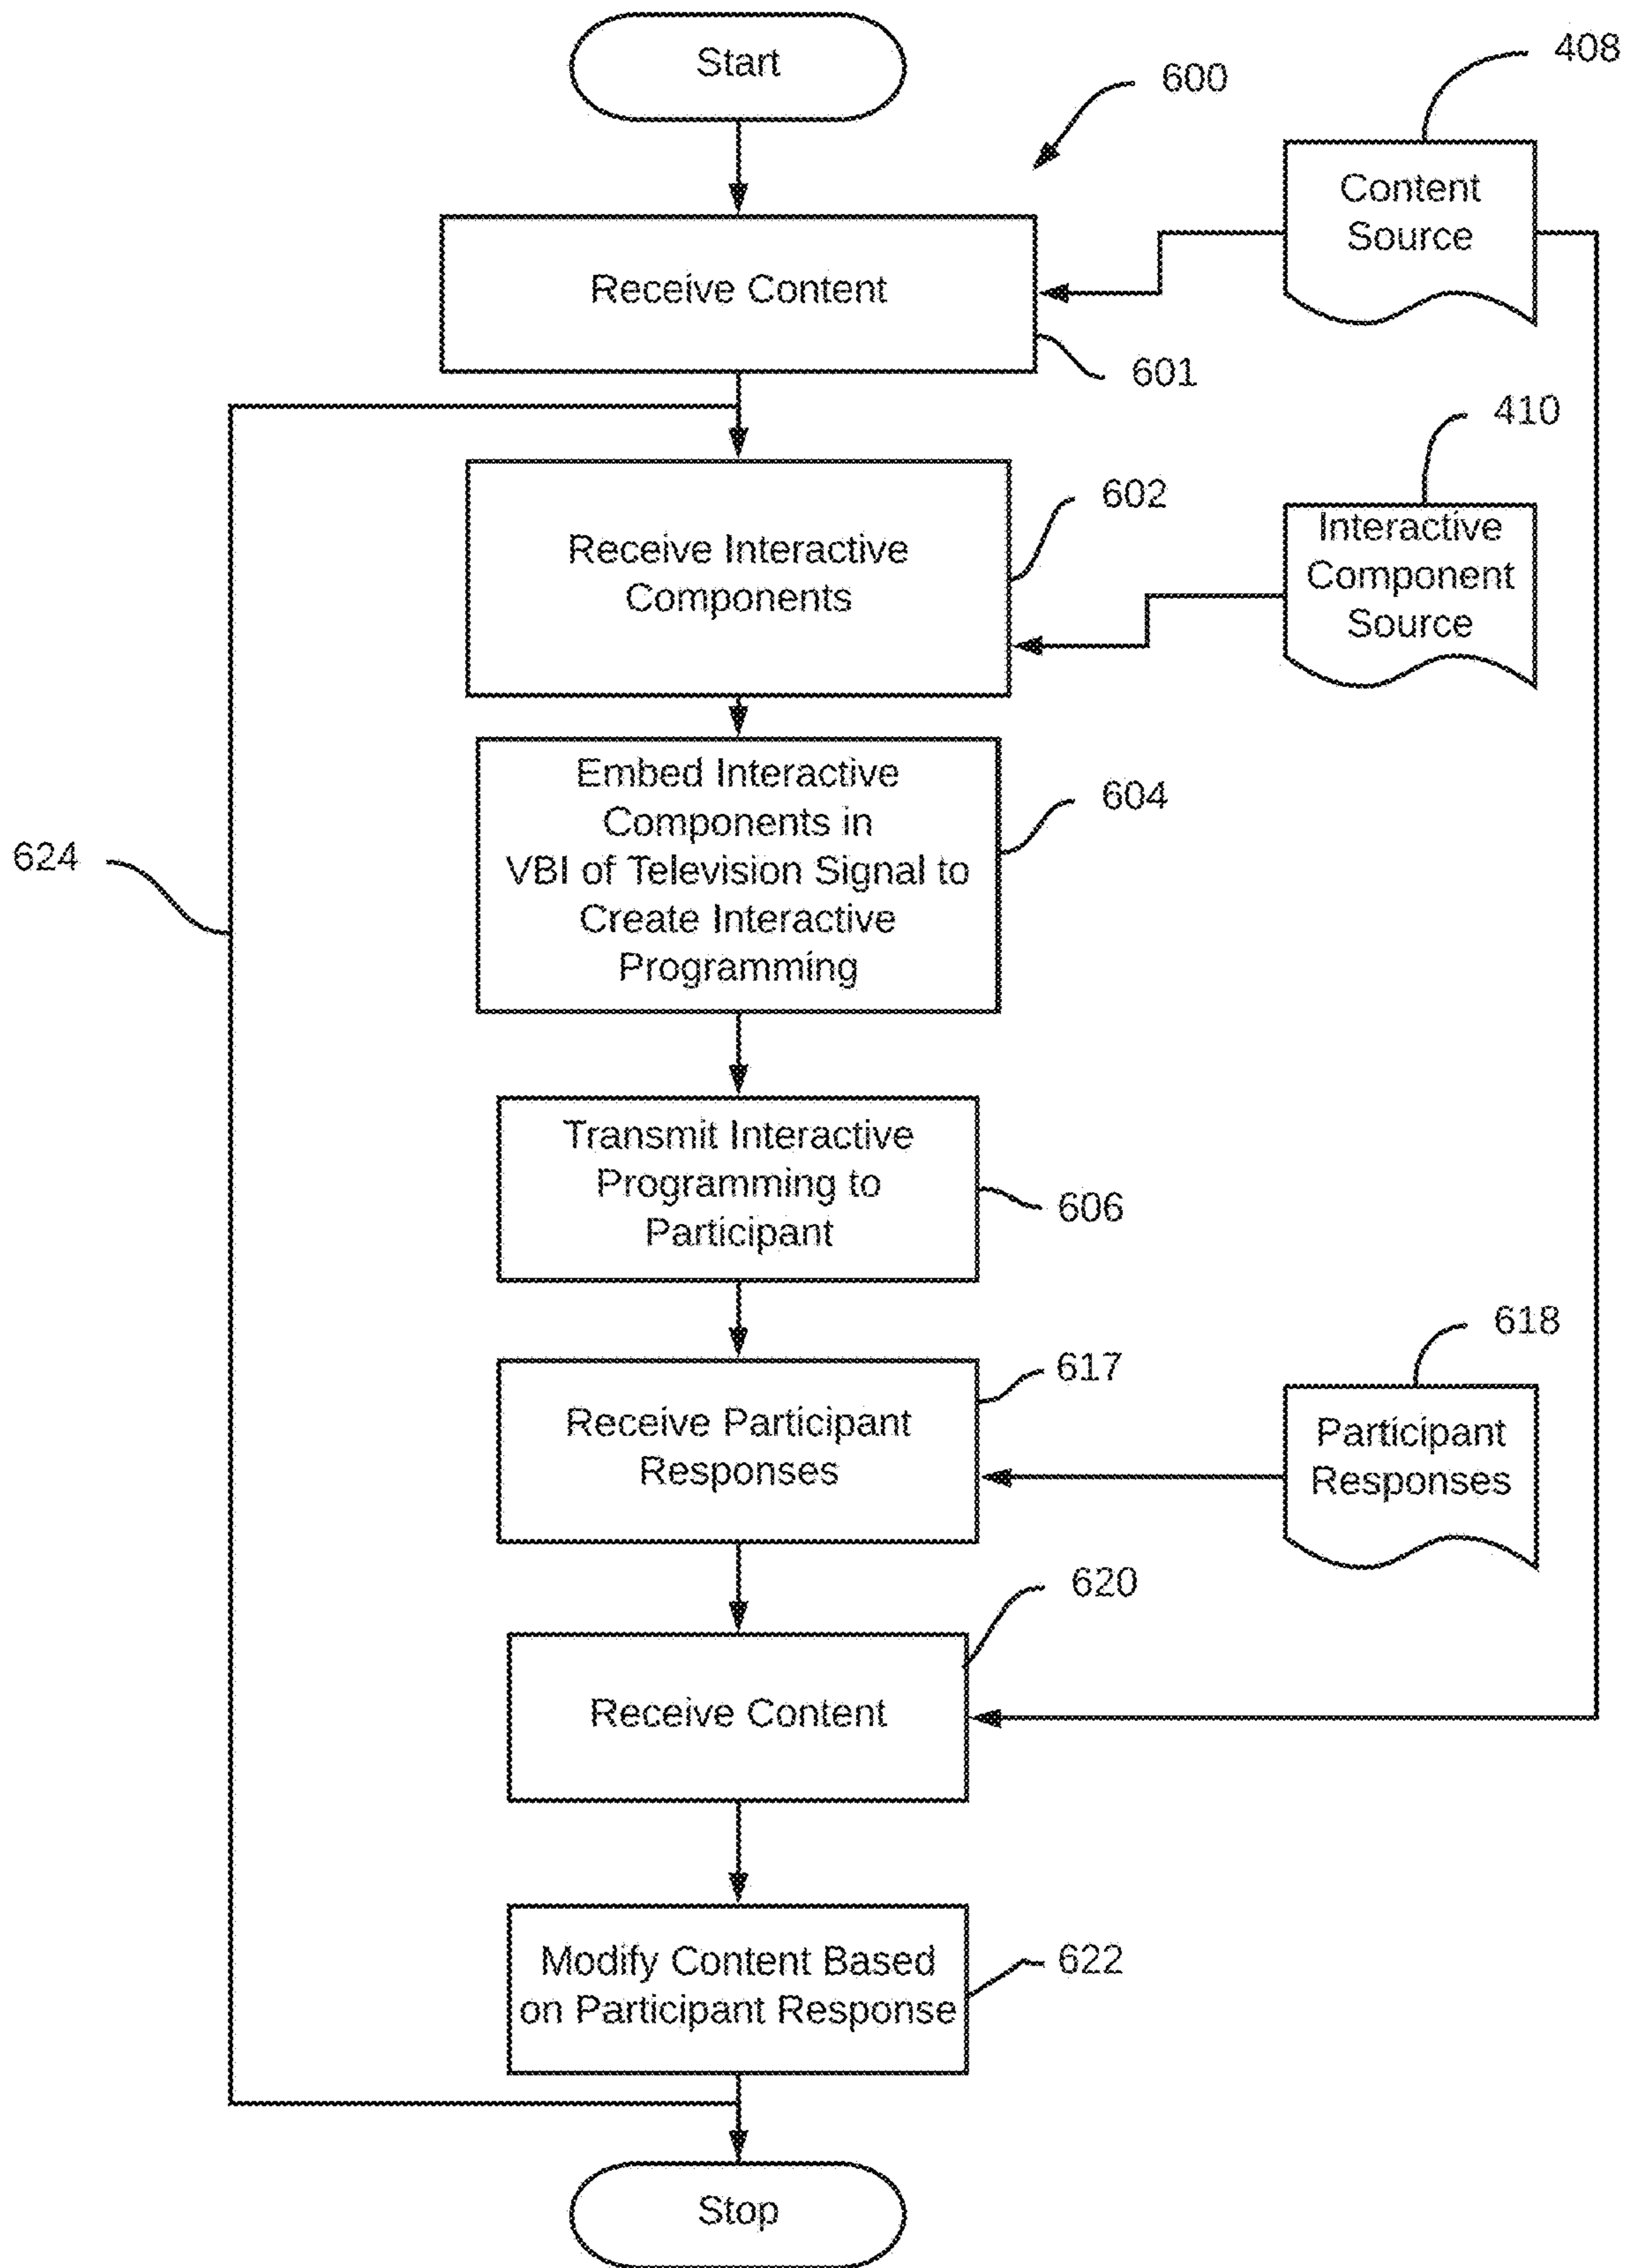 Start
600
408
Content
Source
Receive Content
601
410
602
Receive Interactive
Components
Interactive
Component
Source
Embed Interactive
Components in
VBI of Television Signal to
Create Interactive
Programming
604
624
Transmit Interactive
Programming to
Participant
606
618
617
Receive Participant
Responses
Participant
Responses
620
Receive Content
Modify Content Based
on Participant Response
622
Stop